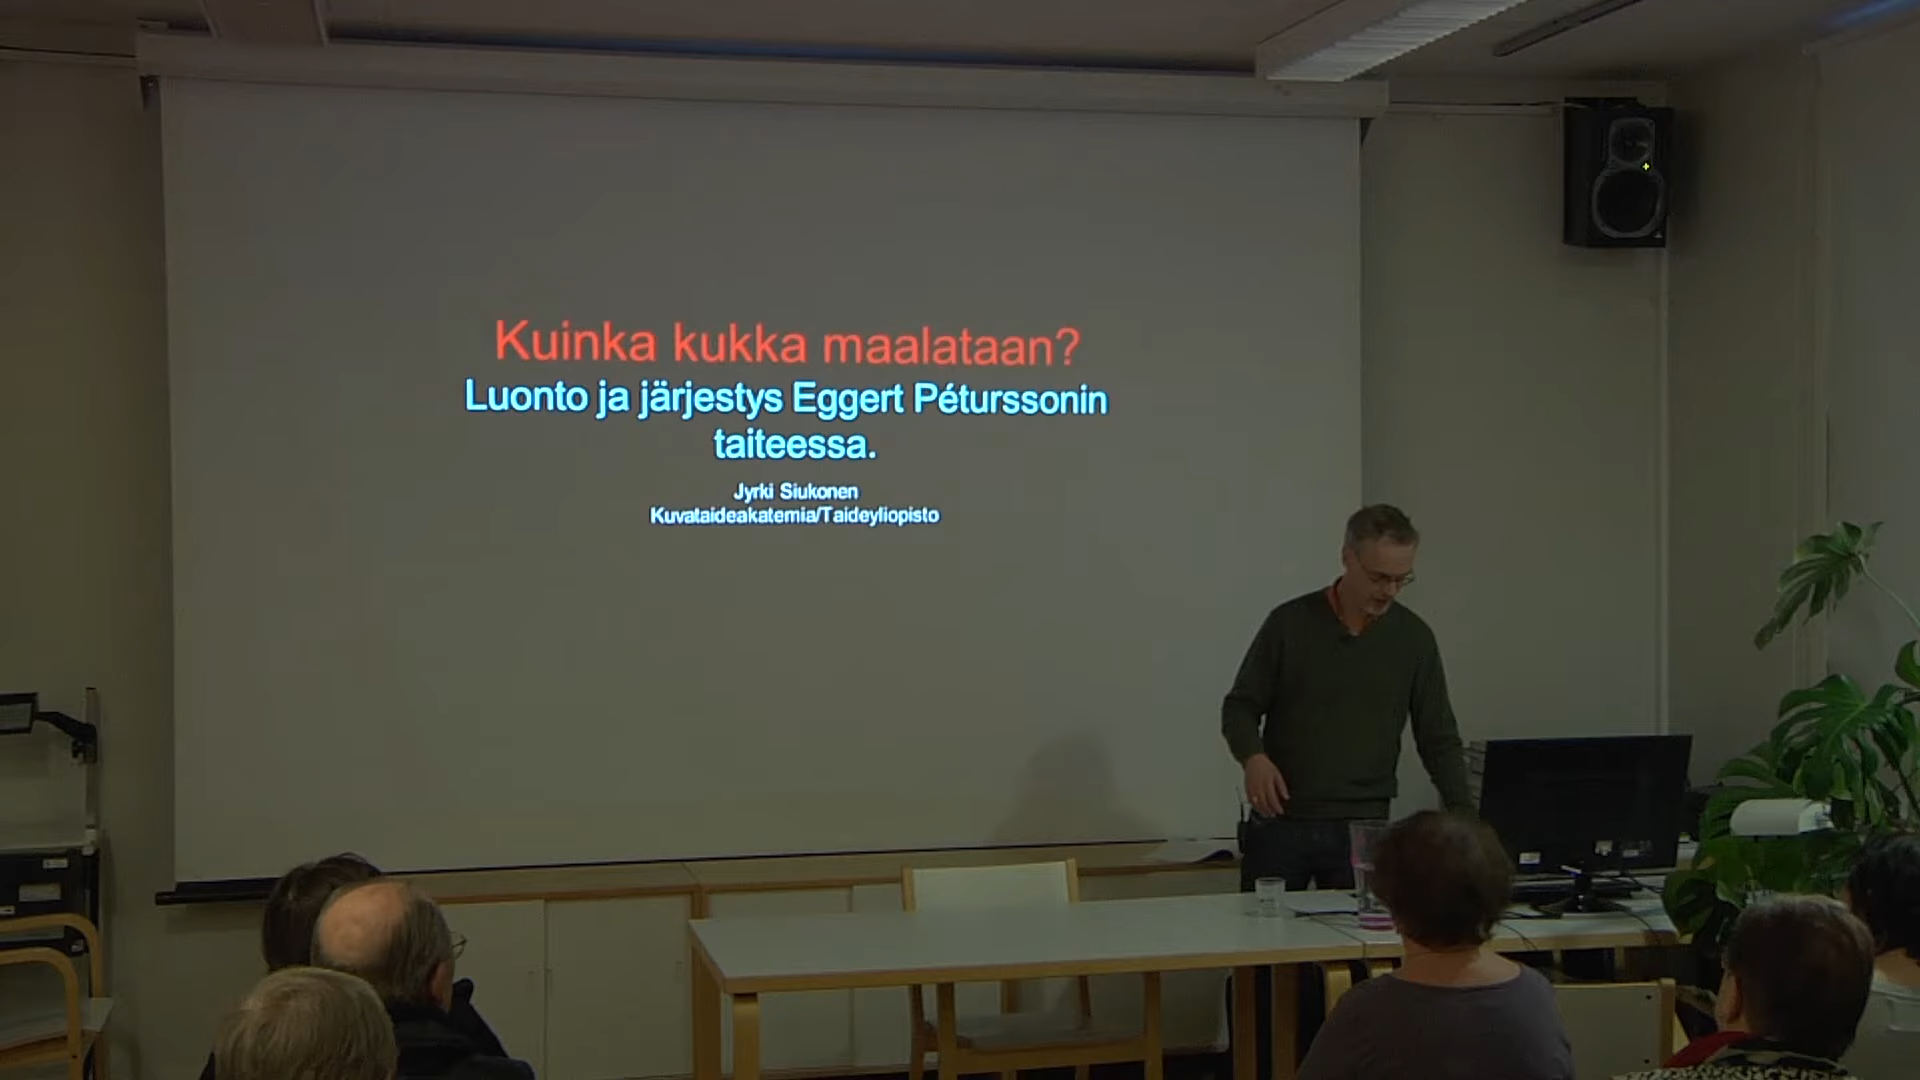 Kuinka kukka maalataan?
Luonto ja järjestys Eggert Péturssonin
taiteessa.
Jyrki Siukonen
Kuvataideakatemia/Taideyliopisto